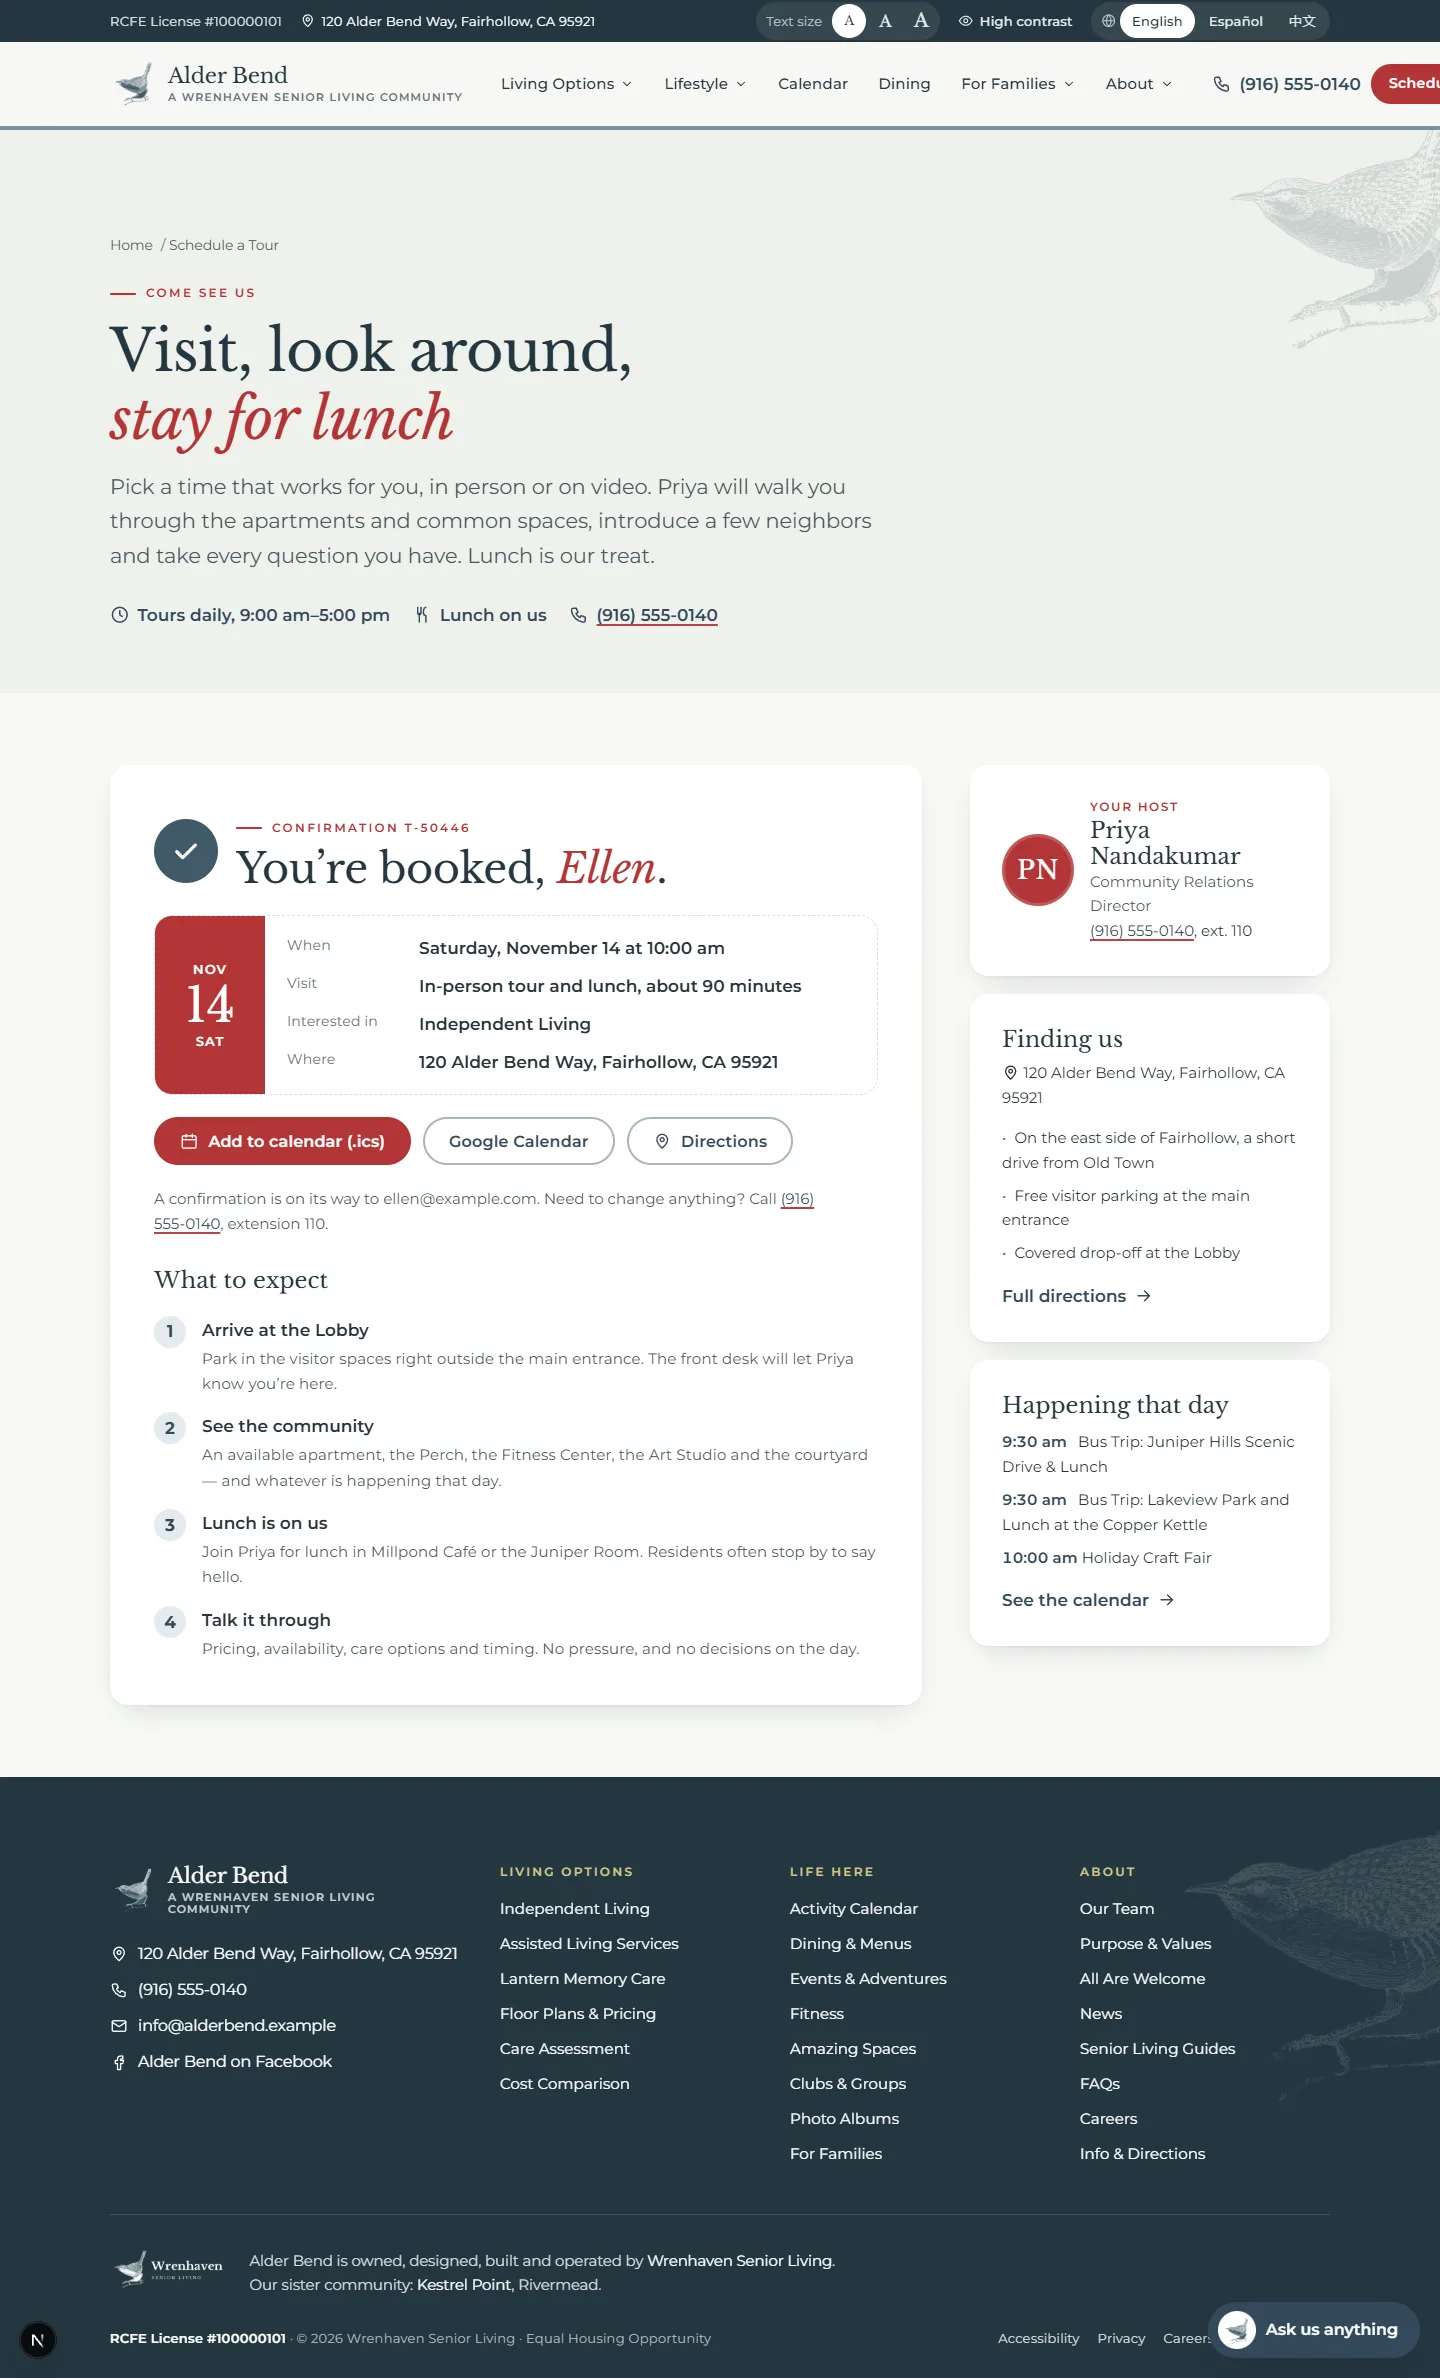 RCFE License #100000101
120 Alder Bend Way, Fairhollow, CA 95921
Text size A A A
High contrast
English Español 中文
Alder Bend
A WRENHAVEN SENIOR LIVING COMMUNITY
Living Options
Lifestyle
Calendar
Dining
For Families
About
(916) 555-0140
Home / Schedule a Tour
COME SEE US
Visit, look around,
stay for lunch
Pick a time that works for you, in person or on video. Priya will walk you
through the apartments and common spaces, introduce a few neighbors
and take every question you have. Lunch is our treat.
Tours daily, 9:00 am–5:00 pm
Lunch on us
(916) 555-0140
CONFIRMATION T-50446
You’re booked, Ellen.
NOV
14
SAT
When Saturday, November 14 at 10:00 am
Visit In-person tour and lunch, about 90 minutes
Interested in Independent Living
Where 120 Alder Bend Way, Fairhollow, CA 95921
Add to calendar (.ics)
Google Calendar
Directions
A confirmation is on its way to ellen@example.com. Need to change anything? Call (916)
555-0140, extension 110.
What to expect
1 Arrive at the Lobby
Park in the visitor spaces right outside the main entrance. The front desk will let Priya
know you’re here.
2 See the community
An available apartment, the Perch, the Fitness Center, the Art Studio and the courtyard
— and whatever is happening that day.
3 Lunch is on us
Join Priya for lunch in Millpond Café or the Juniper Room. Residents often stop by to say
hello.
4 Talk it through
Pricing, availability, care options and timing. No pressure, and no decisions on the day.
YOUR HOST
PN
Priya
Nandakumar
Community Relations
Director
(916) 555-0140, ext. 110
Finding us
120 Alder Bend Way, Fairhollow, CA
95921
· On the east side of Fairhollow, a short
drive from Old Town
· Free visitor parking at the main
entrance
· Covered drop-off at the Lobby
Full directions
Happening that day
9:30 am Bus Trip: Juniper Hills Scenic
Drive & Lunch
9:30 am Bus Trip: Lakeview Park and
Lunch at the Copper Kettle
10:00 am Holiday Craft Fair
See the calendar
Alder Bend
A WRENHAVEN SENIOR LIVING
COMMUNITY
120 Alder Bend Way, Fairhollow, CA 95921
(916) 555-0140
info@alderbend.example
Alder Bend on Facebook
LIVING OPTIONS
Independent Living
Assisted Living Services
Lantern Memory Care
Floor Plans & Pricing
Care Assessment
Cost Comparison
LIFE HERE
Activity Calendar
Dining & Menus
Events & Adventures
Fitness
Amazing Spaces
Clubs & Groups
Photo Albums
For Families
ABOUT
Our Team
Purpose & Values
All Are Welcome
News
Senior Living Guides
FAQs
Careers
Info & Directions
Wrenhaven
SENIOR LIVING
Alder Bend is owned, designed, built and operated by Wrenhaven Senior Living.
Our sister community: Kestrel Point, Rivermead.
RCFE License #100000101 · © 2026 Wrenhaven Senior Living · Equal Housing Opportunity
Accessibility
Privacy
Careers
Ask us anything
N